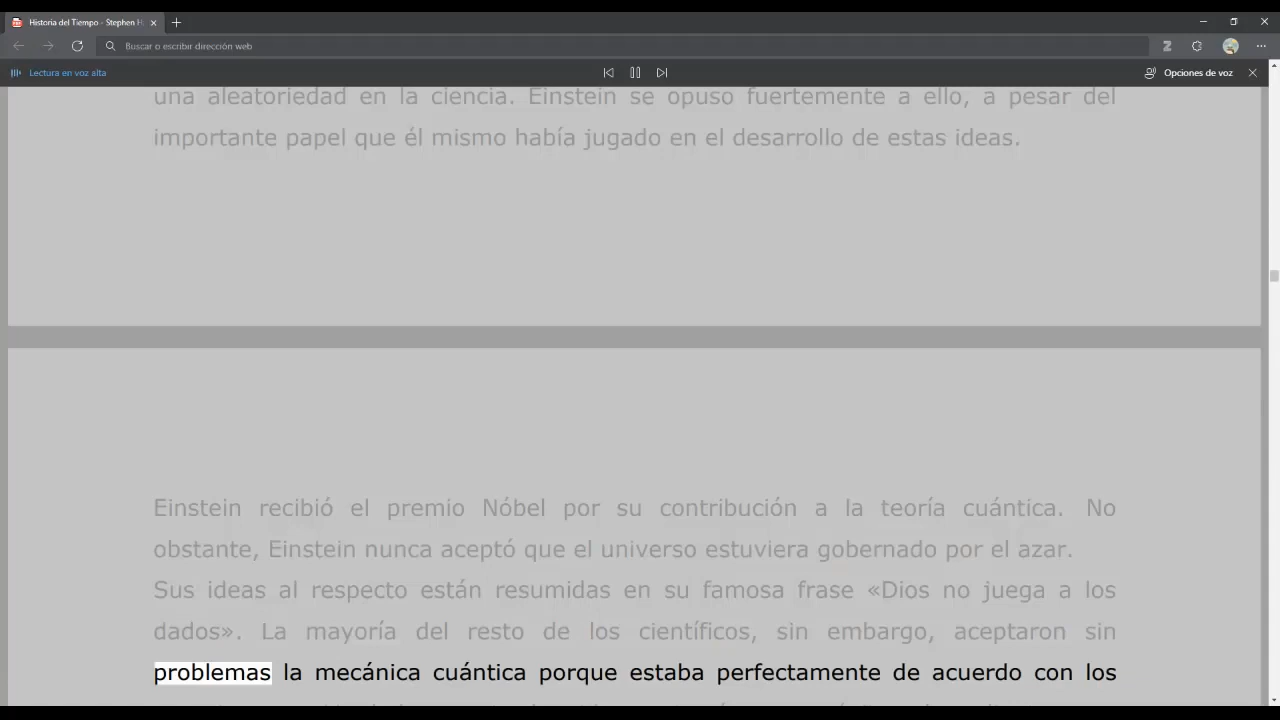 Historia del Tiempo - Stephen H
Buscar o escribir dirección web
Lectura en voz alta
Opciones de voz
una aleatoriedad en la ciencia. Einstein se opuso fuertemente a ello, a pesar del
importante papel que él mismo había jugado en el desarrollo de estas ideas.
Einstein recibió el premio Nóbel por su contribución a la teoría cuántica. No
obstante, Einstein nunca aceptó que el universo estuviera gobernado por el azar.
Sus ideas al respecto están resumidas en su famosa frase «Dios no juega a los
dados». La mayoría del resto de los científicos, sin embargo, aceptaron sin
problemas la mecánica cuántica porque estaba perfectamente de acuerdo con los